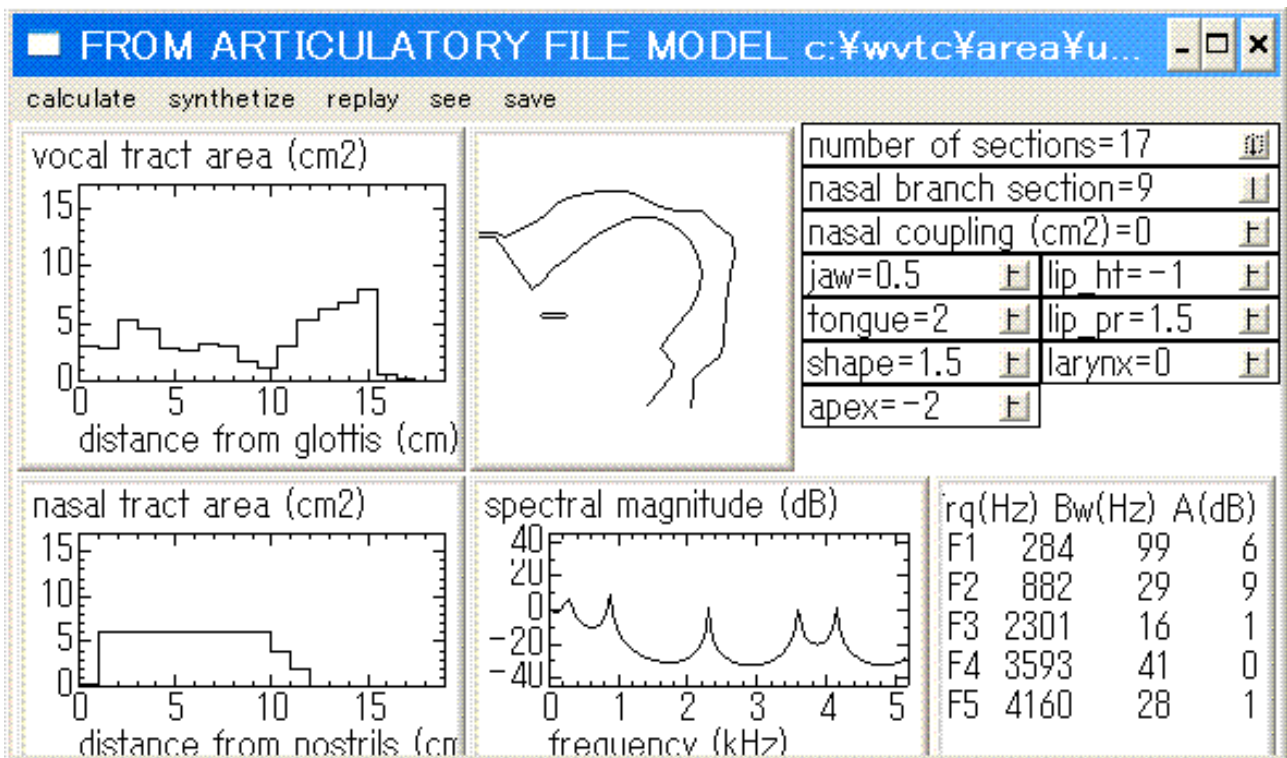 FROM ARTICULATORY FILE MODEL c:¥wvtc¥area¥u...
calculate synthetize replay see save
vocal tract area (cm2)
15
10
5
0
0 5 10 15
distance from glottis (cm)
number of sections=17
nasal branch section=9
nasal coupling (cm2)=0
jaw=0.5 lip_ht=-1
tongue=2 lip_pr=1.5
shape=1.5 larynx=0
apex=-2
nasal tract area (cm2)
15
10
5
0
0 5 10 15
distance from nostrils (cm
spectral magnitude (dB)
40
20
0
-20
-40
0 1 2 3 4 5
frequency (kHz)
rq(Hz) Bw(Hz) A(dB)
F1 284 99 6
F2 882 29 9
F3 2301 16 1
F4 3593 41 0
F5 4160 28 1